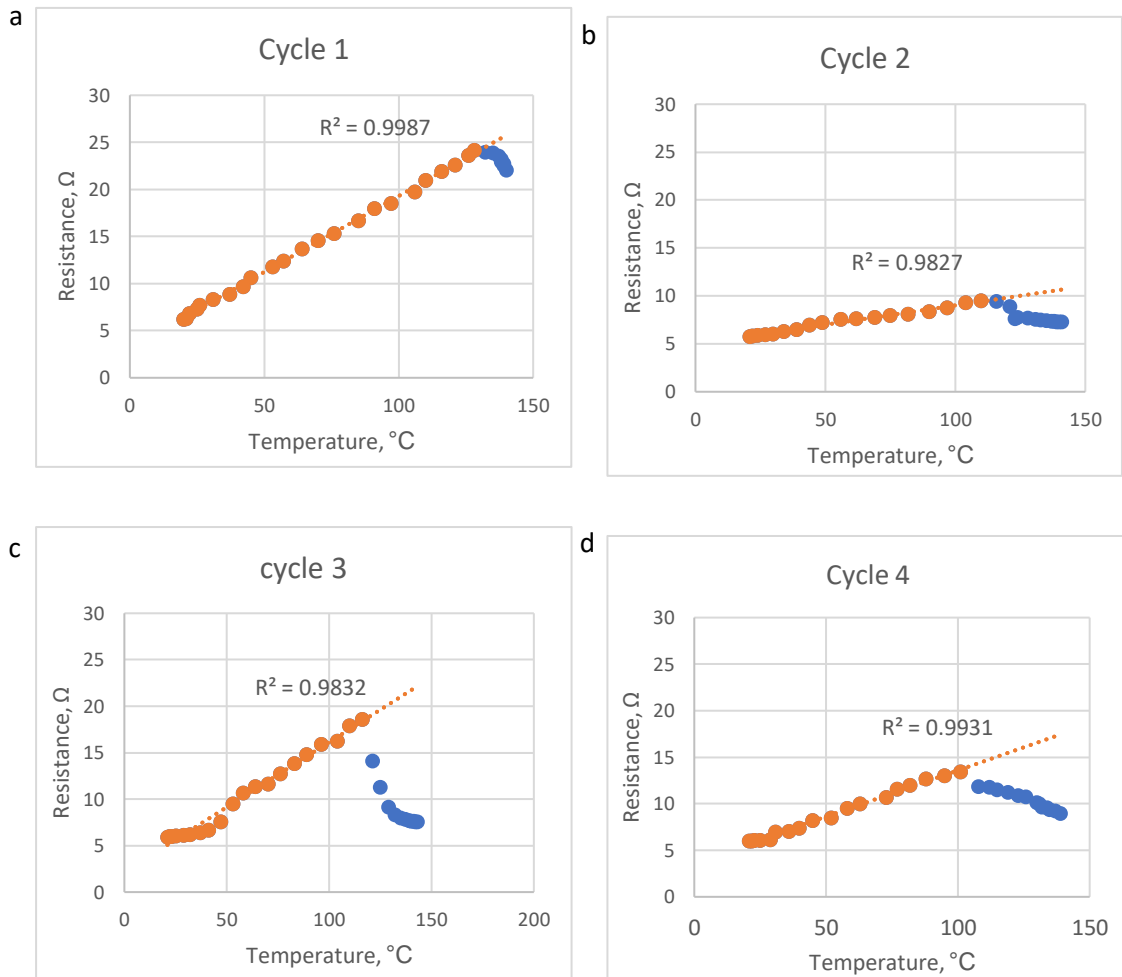 a
Cycle 1
R² = 0.9987
30
25
20
15
10
5
0
0 50 100 150
Resistance, Ω
Temperature, °C
b
Cycle 2
R² = 0.9827
30
25
20
15
10
5
0
0 50 100 150
Resistance, Ω
Temperature, °C
c
cycle 3
R² = 0.9832
30
25
20
15
10
5
0
0 50 100 150 200
Resistance, Ω
Temperature, °C
d
Cycle 4
R² = 0.9931
30
25
20
15
10
5
0
0 50 100 150
Resistance, Ω
Temperature, °C